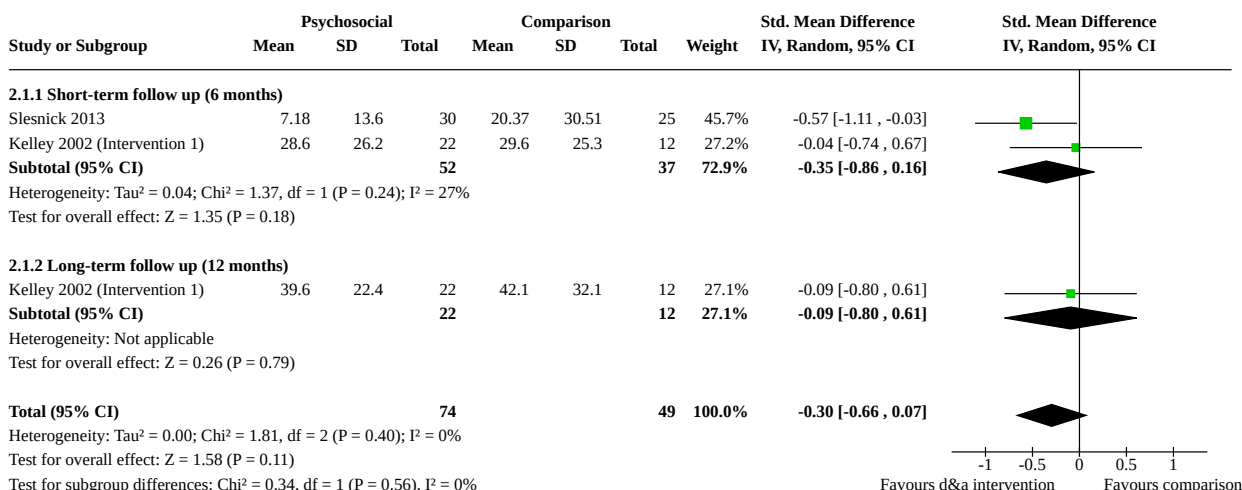 Psychosocial Comparison Std. Mean Difference Std. Mean Difference
Study or Subgroup Mean SD Total Mean SD Total Weight IV, Random, 95% CI IV, Random, 95% CI
2.1.1 Short-term follow up (6 months)
Slesnick 2013 7.18 13.6 30 20.37 30.51 25 45.7% -0.57 [-1.11 , -0.03]
Kelley 2002 (Intervention 1) 28.6 26.2 22 29.6 25.3 12 27.2% -0.04 [-0.74 , 0.67]
Subtotal (95% CI) 52 37 72.9% -0.35 [-0.86 , 0.16]
Heterogeneity: Tau² = 0.04; Chi² = 1.37, df = 1 (P = 0.24); I² = 27%
Test for overall effect: Z = 1.35 (P = 0.18)
2.1.2 Long-term follow up (12 months)
Kelley 2002 (Intervention 1) 39.6 22.4 22 42.1 32.1 12 27.1% -0.09 [-0.80 , 0.61]
Subtotal (95% CI) 22 12 27.1% -0.09 [-0.80 , 0.61]
Heterogeneity: Not applicable
Test for overall effect: Z = 0.26 (P = 0.79)
Total (95% CI) 74 49 100.0% -0.30 [-0.66 , 0.07]
Heterogeneity: Tau² = 0.00; Chi² = 1.81, df = 2 (P = 0.40); I² = 0%
Test for overall effect: Z = 1.58 (P = 0.11)
-1 -0.5 0 0.5 1
Test for subgroup differences: Chi² = 0.34, df = 1 (P = 0.56), I² = 0% Favours d&a intervention Favours comparison